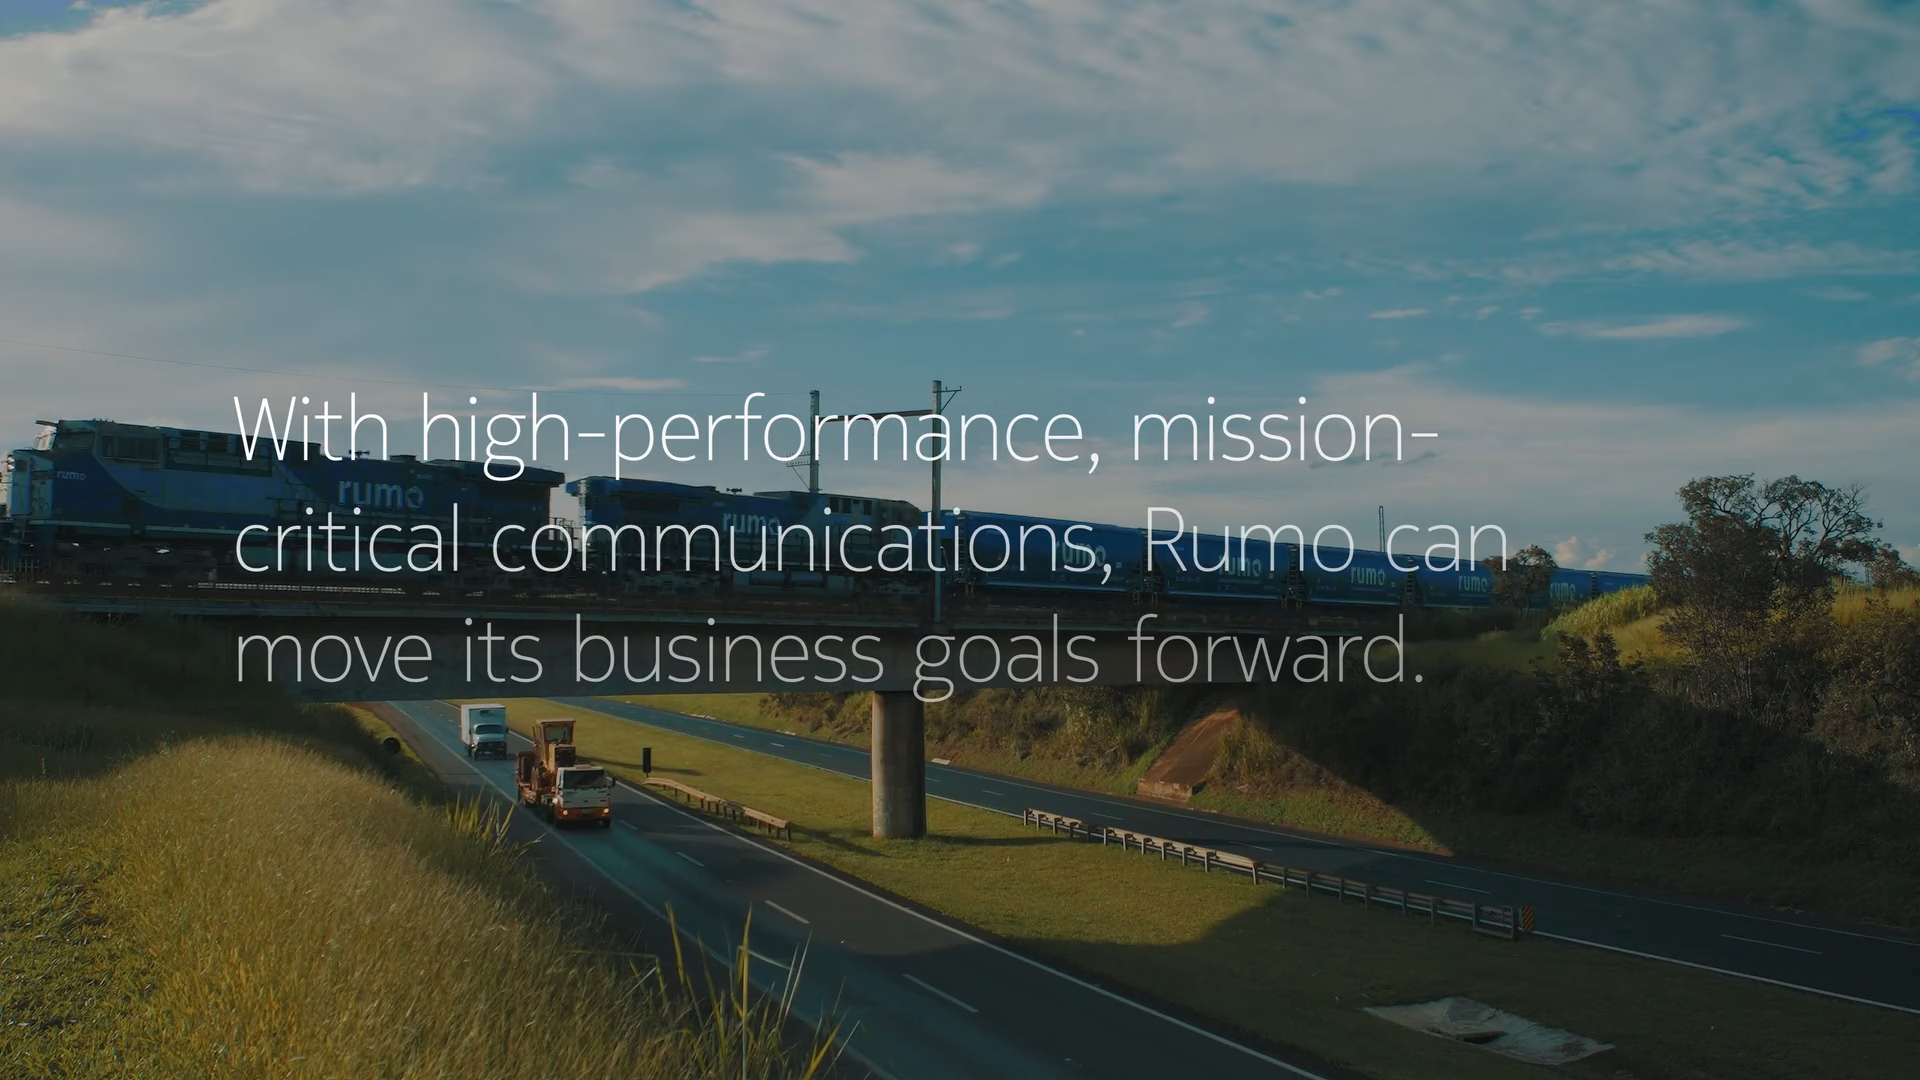 With high-performance, mission-
critical communications, Rumo can
move its business goals forward.
rumo
rumo
rumo
rumo
rumo
rumo
rumo
rumo